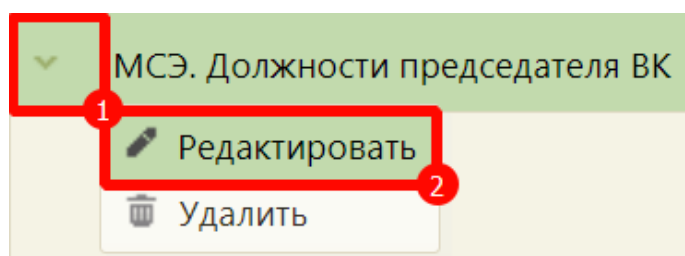 МСЭ. Должности председателя ВК
1
Редактировать
2
Удалить